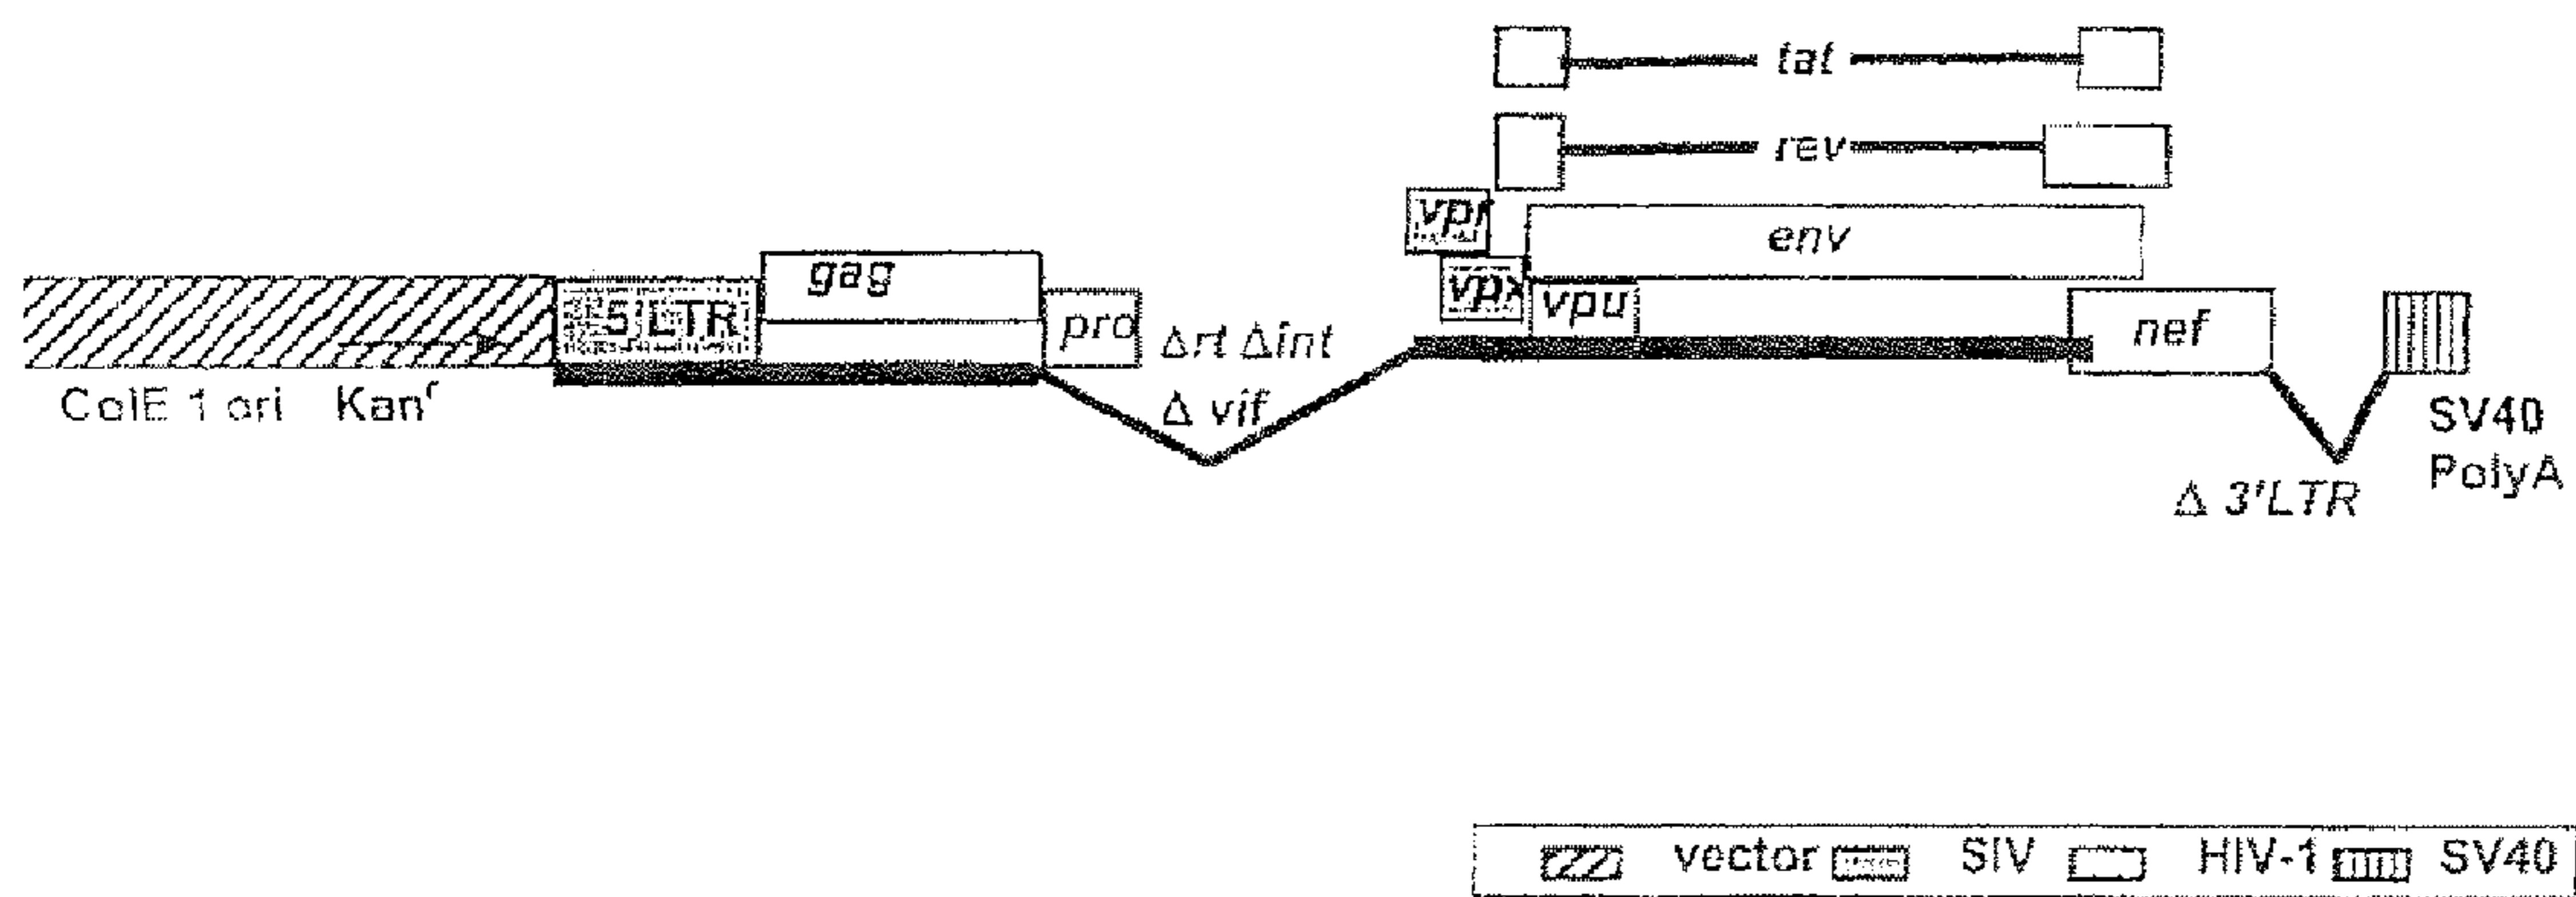 tat
rev
vpr
env
gag
vpx
vpu
5'LTR
pro
nef
Δrt Δint
Δ vif
ColE 1 ori Kanʳ
SV40
PolyA
Δ 3'LTR
vector SIV HIV-1 SV40